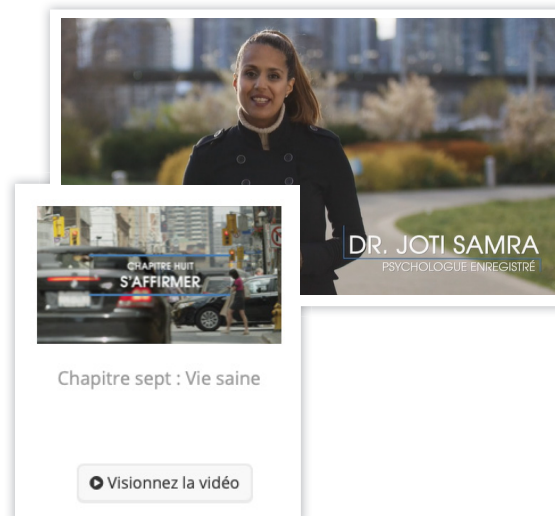 DR. JOTI SAMRA
PSYCHOLOGUE ENREGISTRÉ
CHAPITRE HUIT
S'AFFIRMER
Chapitre sept : Vie saine
Visionnez la vidéo